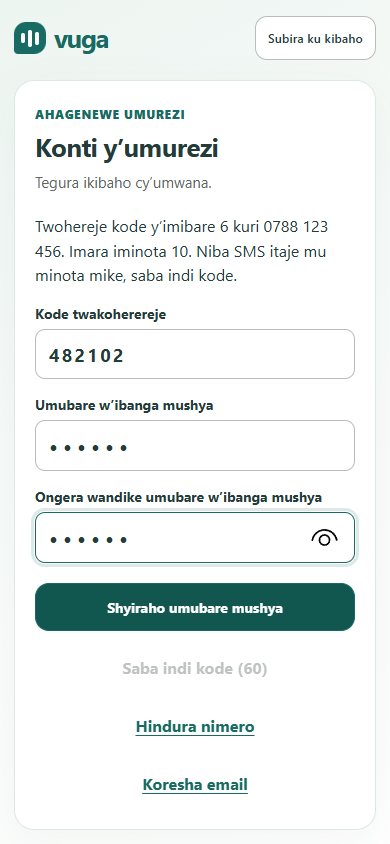 vuga
Subira ku kibaho
AHAGENEWE UMUREZI
Konti y’umurezi
Tegura ikibaho cy’umwana.
Twohereje kode y’imibare 6 kuri 0788 123
456. Imara iminota 10. Niba SMS itaje mu
minota mike, saba indi kode.
Kode twakoherereje
482102
Umubare w’ibanga mushya
••••••
Ongera wandike umubare w’ibanga mushya
••••••
Shyiraho umubare mushya
Saba indi kode (60)
Hindura nimero
Koresha email